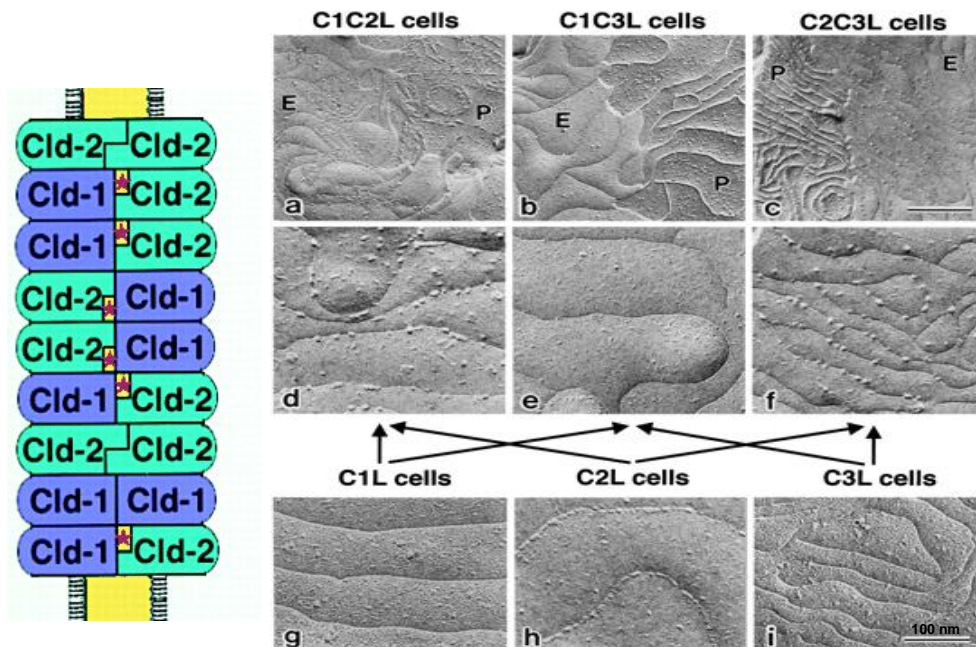 C1C2L cells C1C3L cells C2C3L cells
E P a
E P b
P E c
d e f
C1L cells C2L cells C3L cells
g h i
100 nm
Cld-2 Cld-2
Cld-1 Cld-2
Cld-1 Cld-2
Cld-2 Cld-1
Cld-2 Cld-1
Cld-1 Cld-2
Cld-2 Cld-2
Cld-1 Cld-1
Cld-1 Cld-2